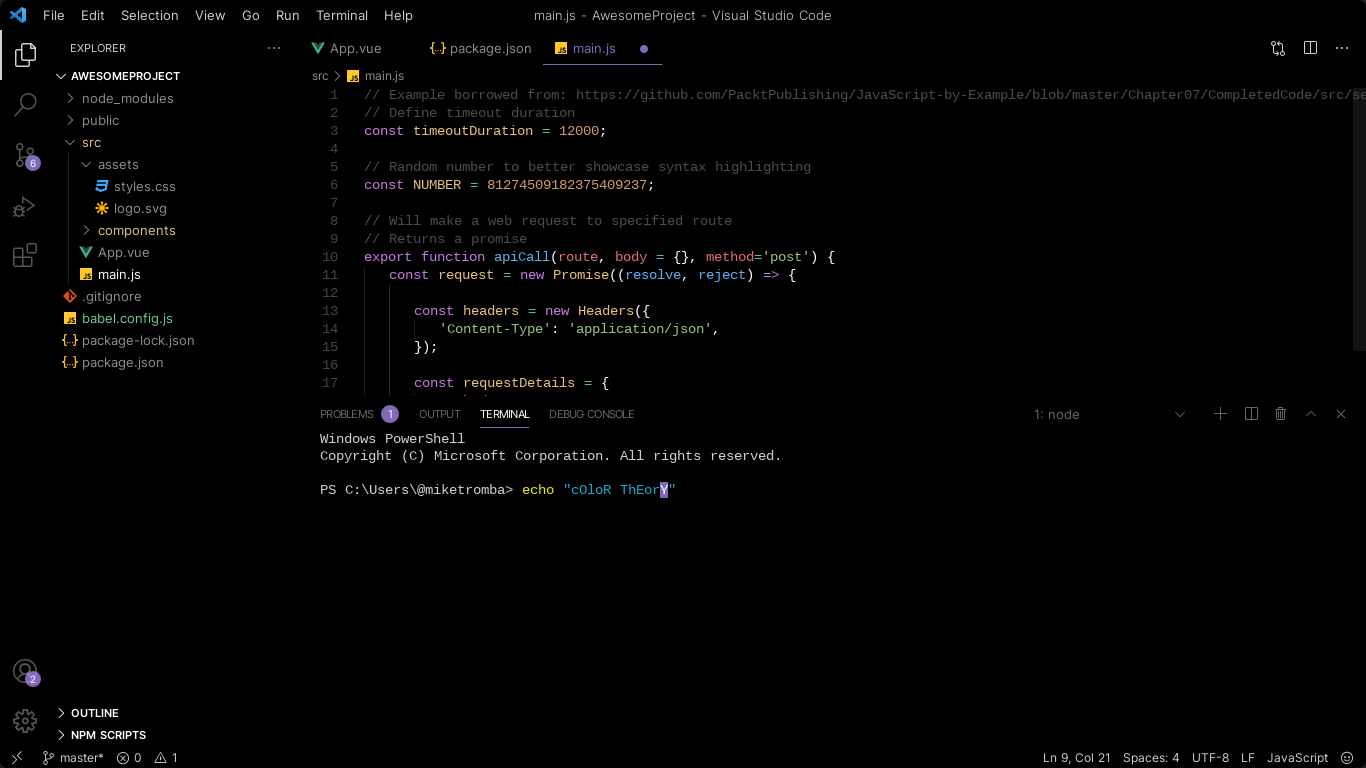 File Edit Selection View Go Run Terminal Help main.js - AwesomeProject - Visual Studio Code
EXPLORER
App.vue package.json main.js
AWESOMEPROJECT
node_modules
public
src
assets
styles.css
logo.svg
components
App.vue
main.js
.gitignore
babel.config.js
package-lock.json
package.json
6
2
OUTLINE
NPM SCRIPTS
src > main.js
1 // Example borrowed from: https://github.com/PacktPublishing/JavaScript-by-Example/blob/master/Chapter07/CompletedCode/src/se
2 // Define timeout duration
3 const timeoutDuration = 12000;
4
5 // Random number to better showcase syntax highlighting
6 const NUMBER = 81274509182375409237;
7
8 // Will make a web request to specified route
9 // Returns a promise
10 export function apiCall(route, body = {}, method='post') {
11 const request = new Promise((resolve, reject) => {
12
13 const headers = new Headers({
14 'Content-Type': 'application/json',
15 });
16
17 const requestDetails = {
PROBLEMS 1 OUTPUT TERMINAL DEBUG CONSOLE 1: node
Windows PowerShell
Copyright (C) Microsoft Corporation. All rights reserved.
PS C:\Users\@miketromba> echo "cOloR ThEorY"
master* 0 1 Ln 9, Col 21 Spaces: 4 UTF-8 LF JavaScript